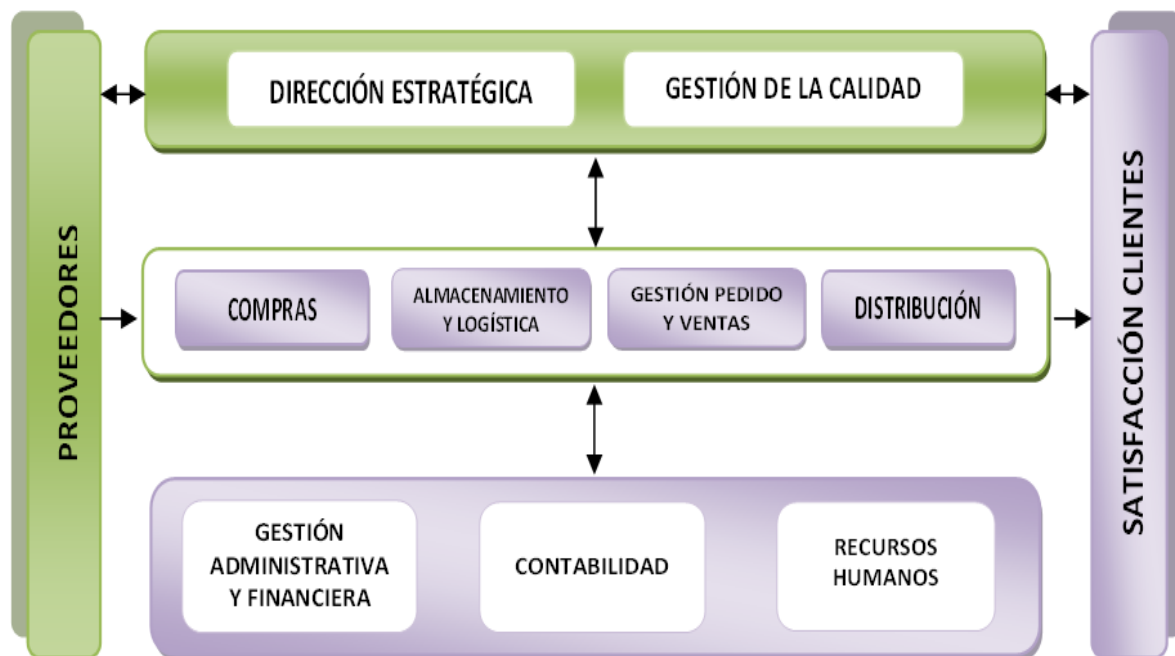 PROVEEDORES
DIRECCIÓN ESTRATÉGICA
GESTIÓN DE LA CALIDAD
COMPRAS
ALMACENAMIENTO
Y LOGÍSTICA
GESTIÓN PEDIDO
Y VENTAS
DISTRIBUCIÓN
GESTIÓN
ADMINISTRATIVA
Y FINANCIERA
CONTABILIDAD
RECURSOS
HUMANOS
SATISFACCIÓN CLIENTES